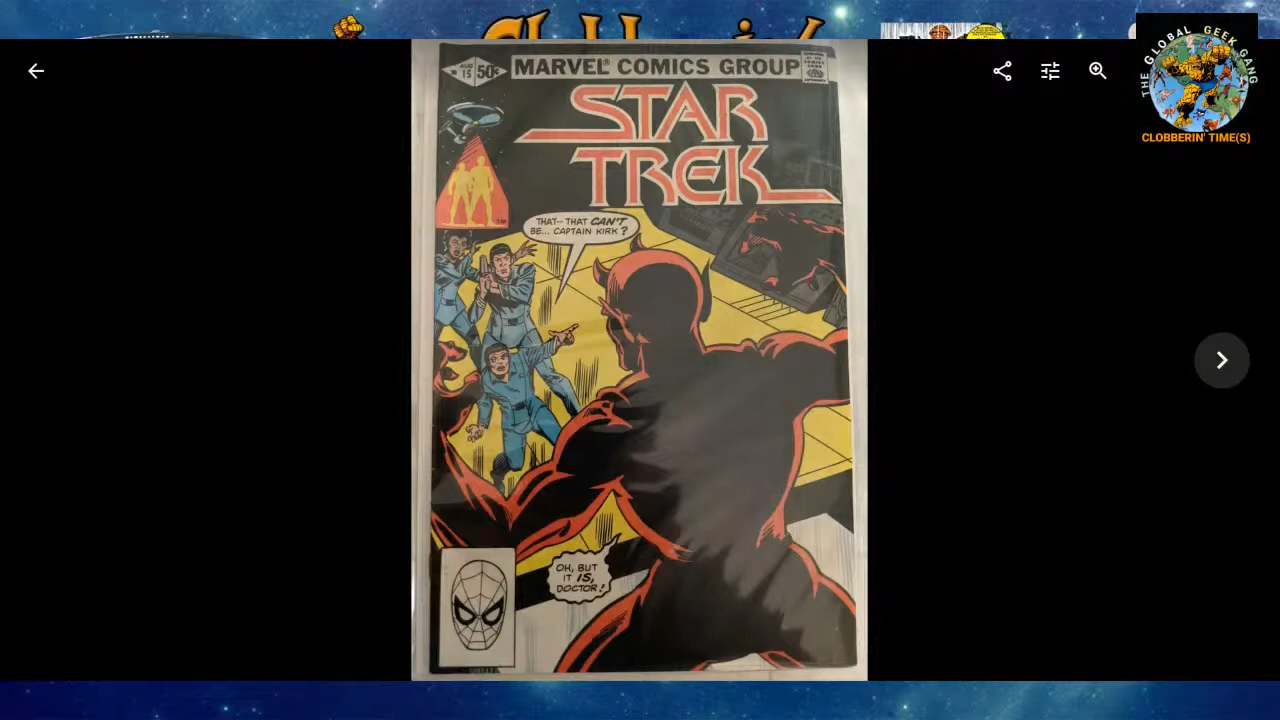 Clobberin'
THE GLOBAL GEEK GANG
CLOBBERIN' TIME(S)
AUG
15
50¢
MARVEL® COMICS GROUP
STAR
TREK
THAT-- THAT CAN'T
BE... CAPTAIN KIRK?
OH, BUT
IT IS,
DOCTOR!